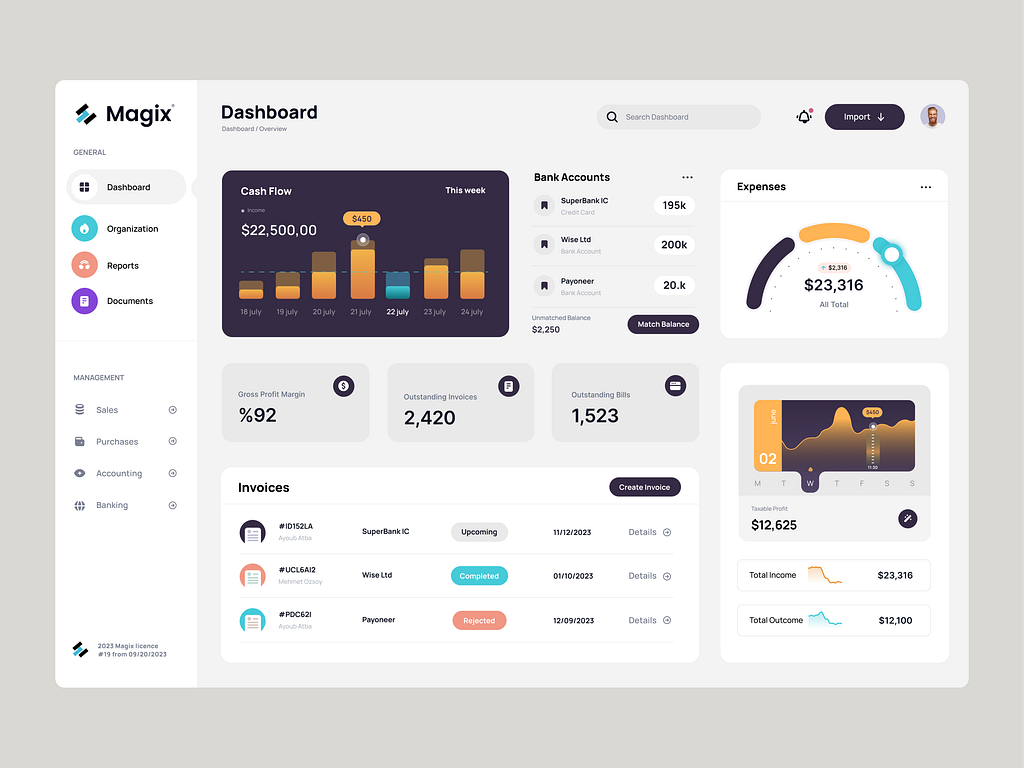 Magix
GENERAL
Dashboard
Organization
Reports
Documents
MANAGEMENT
Sales
Purchases
Accounting
Banking
2023 Magix licence
#19 from 09/20/2023
Dashboard
Dashboard / Overview
Search Dashboard
Import
Cash Flow
This week
Income
$22,500,00
$450
18 july
19 july
20 july
21 july
22 july
23 july
24 july
Bank Accounts
SuperBank IC
Credit Card
195k
Wise Ltd
Bank Account
200k
Payoneer
Bank Account
20.k
Unmatched Balance
$2,250
Match Balance
Expenses
$2,316
$23,316
All Total
Gross Profit Margin
%92
Outstanding Invoices
2,420
Outstanding Bills
1,523
Invoices
Create Invoice
#ID152LA
Ayoub Atba
SuperBank IC
Upcoming
11/12/2023
Details
#UCL6AI2
Mehmet Ozsoy
Wise Ltd
Completed
01/10/2023
Details
#PDC62I
Ayoub Atba
Payoneer
Rejected
12/09/2023
Details
june
02
$450
11:30
M T W T F S S
Taxable Profit
$12,625
Total Income
$23,316
Total Outcome
$12,100